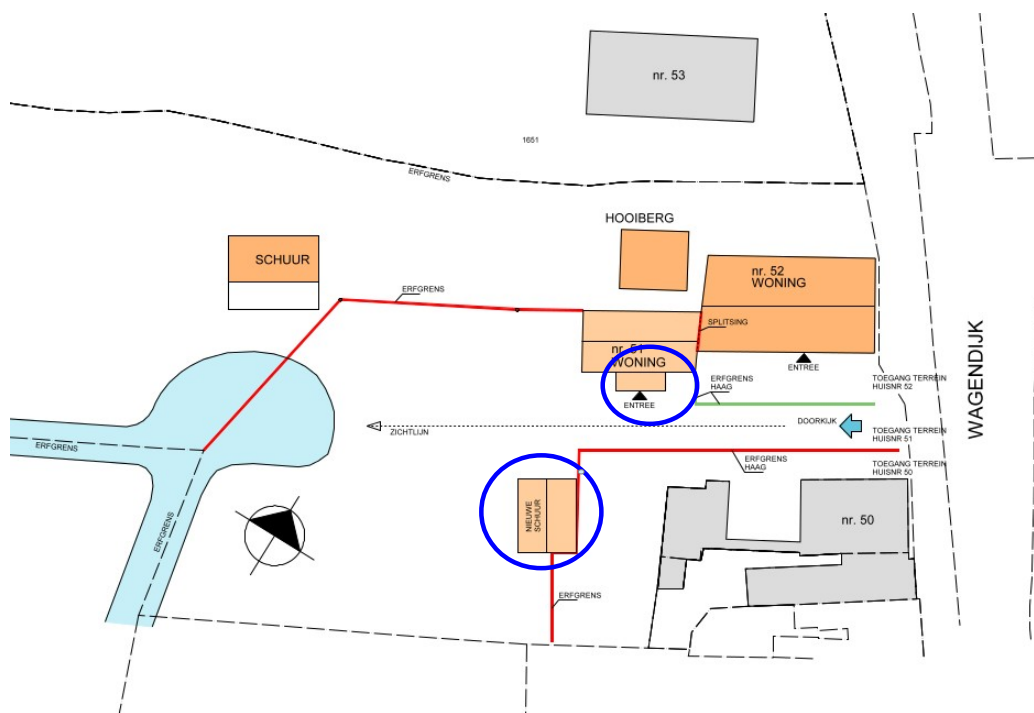 nr. 53
1651
ERFGRENS
HOOIBERG
SCHUUR
nr. 52
WONING
ERFGRENS
SPLITSING
nr. 51
WONING
ENTREE
ERFGRENS
HAAG
ENTREE
TOEGANG TERREIN
HUISNR 52
WAGENDIJK
ZICHTLIJN
DOORKIJK
TOEGANG TERREIN
HUISNR 51
ERFGRENS
ERFGRENS
HAAG
TOEGANG TERREIN
HUISNR 50
NIEUWE
SCHUUR
nr. 50
ERFGRENS
ERFGRENS